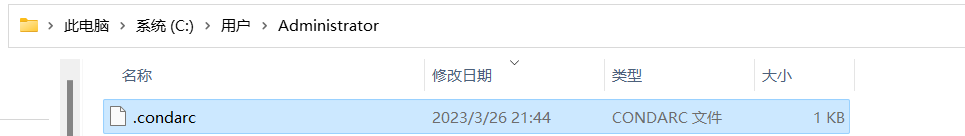 此电脑 > 系统 (C:) > 用户 > Administrator
名称 修改日期 类型 大小
.condarc 2023/3/26 21:44 CONDARC 文件 1 KB